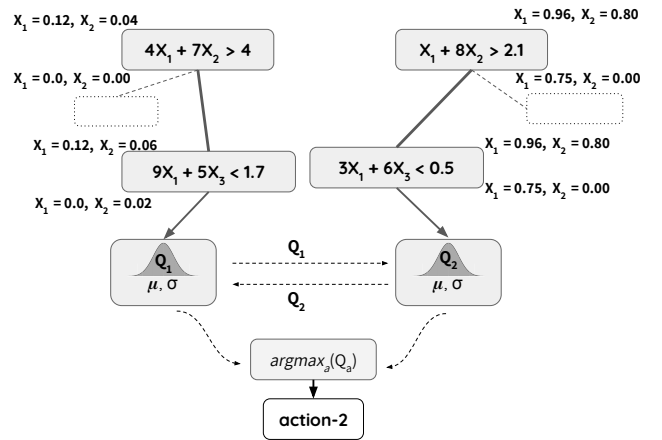 X₁ = 0.12, X₂ = 0.04
X₁ = 0.96, X₂ = 0.80
4X₁ + 7X₂ > 4
X₁ + 8X₂ > 2.1
X₁ = 0.0, X₂ = 0.00
X₁ = 0.75, X₂ = 0.00
X₁ = 0.12, X₂ = 0.06
X₁ = 0.96, X₂ = 0.80
9X₁ + 5X₃ < 1.7
3X₁ + 6X₃ < 0.5
X₁ = 0.0, X₂ = 0.02
X₁ = 0.75, X₂ = 0.00
Q₁
μ, σ
Q₁
Q₂
Q₂
μ, σ
argmaxₐ(Qₐ)
action-2